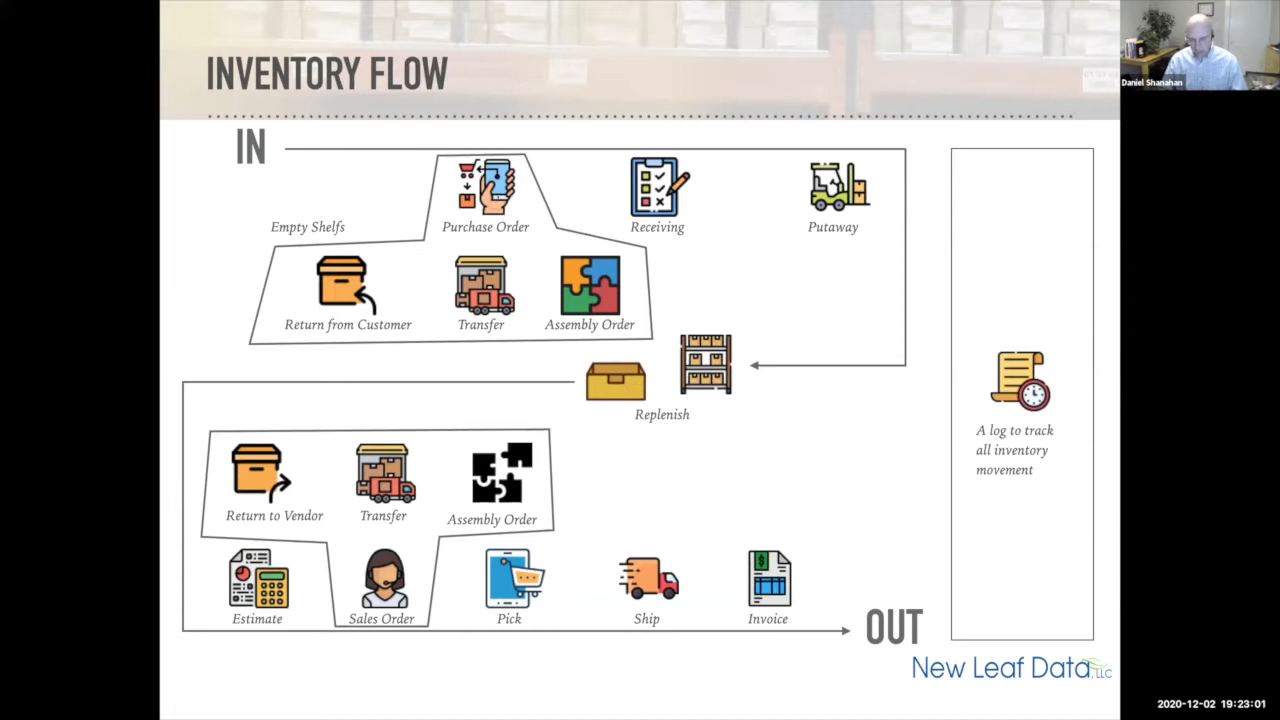 INVENTORY FLOW
Daniel Shanahan
IN
Empty Shelfs
Purchase Order
Receiving
Putaway
Return from Customer
Transfer
Assembly Order
Replenish
A log to track
all inventory
movement
Return to Vendor
Transfer
Assembly Order
Estimate
Sales Order
Pick
Ship
Invoice
OUT
New Leaf Data, LLC
2020-12-02 19:23:01